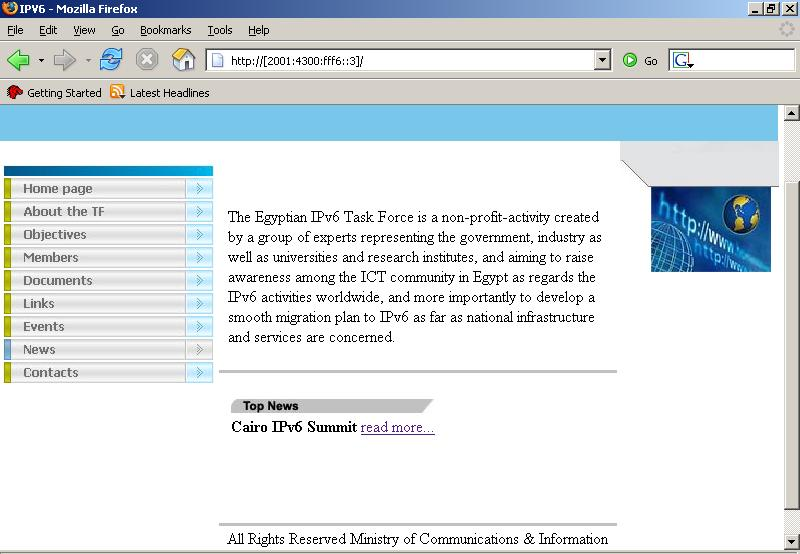 IPV6 - Mozilla Firefox
File Edit View Go Bookmarks Tools Help
http://[2001:4300:fff6::3]/ Go G
Getting Started Latest Headlines
Home page
About the TF
Objectives
Members
Documents
Links
Events
News
Contacts
The Egyptian IPv6 Task Force is a non-profit-activity created
by a group of experts representing the government, industry as
well as universities and research institutes, and aiming to raise
awareness among the ICT community in Egypt as regards the
IPv6 activities worldwide, and more importantly to develop a
smooth migration plan to IPv6 as far as national infrastructure
and services are concerned.
http://www.
http://www
Top News
Cairo IPv6 Summit read more...
All Rights Reserved Ministry of Communications & Information